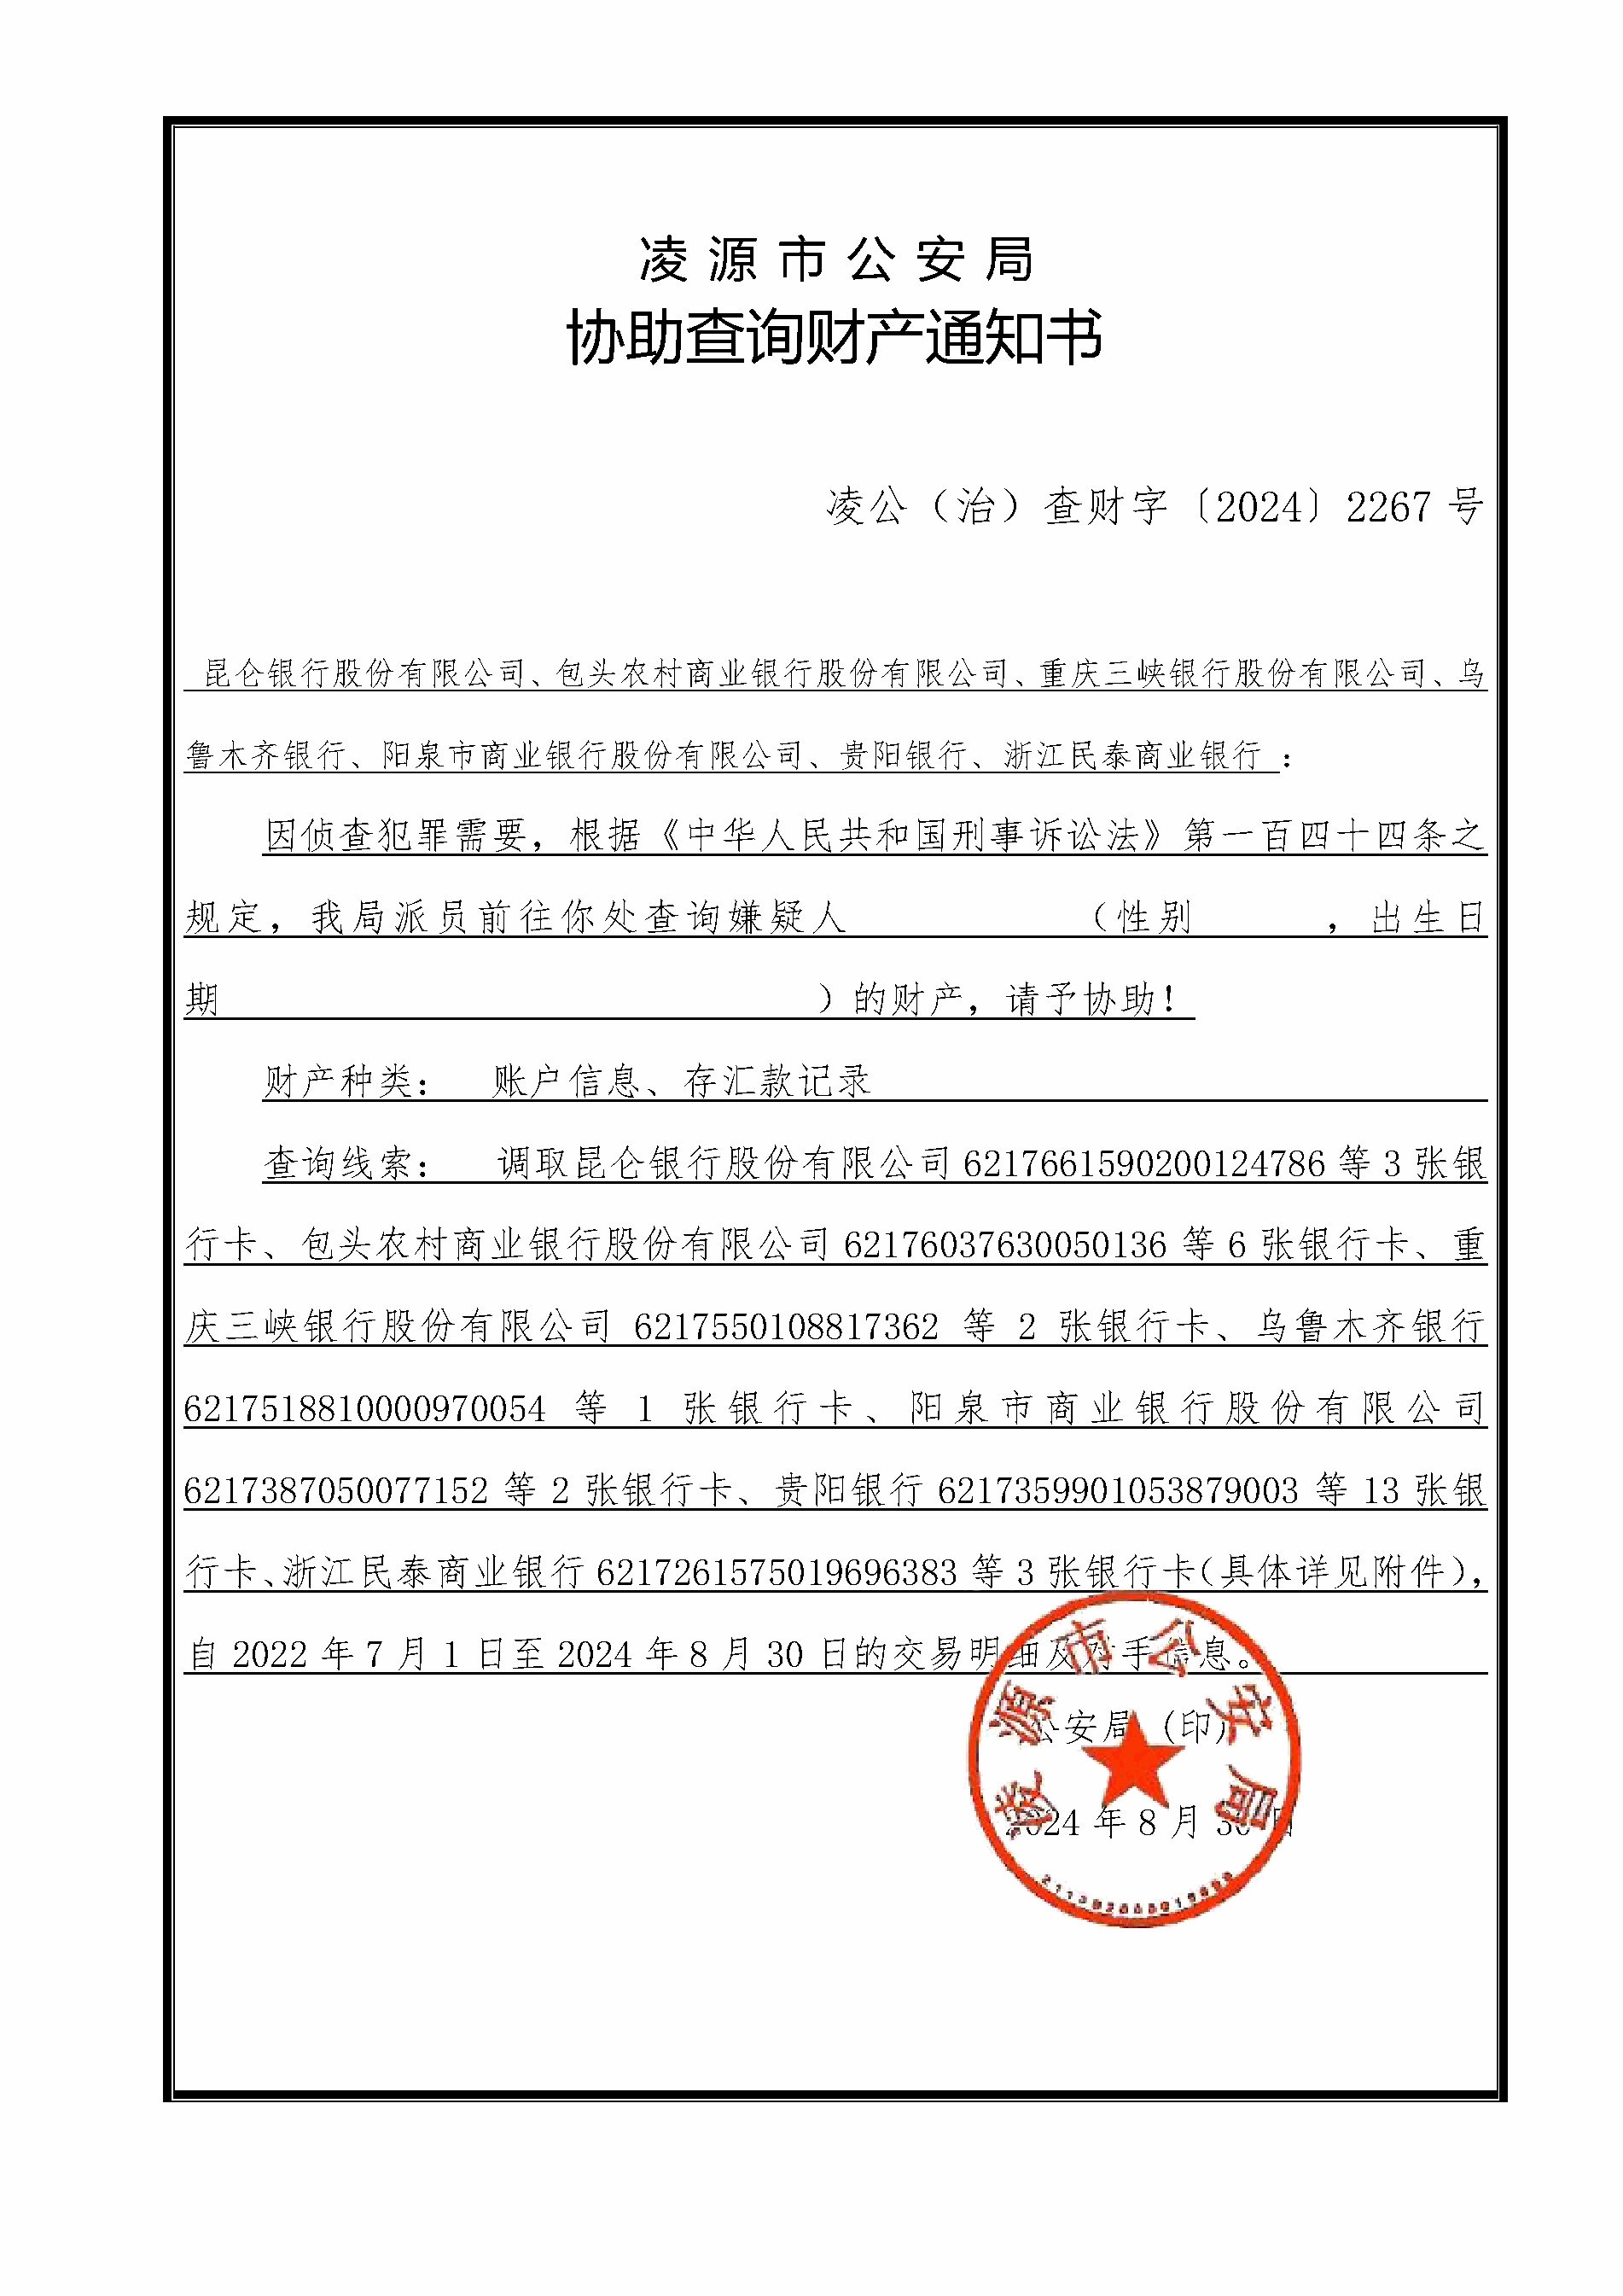 凌源市公安局
协助查询财产通知书
凌公（治）查财字〔2024〕2267 号
昆仑银行股份有限公司、包头农村商业银行股份有限公司、重庆三峡银行股份有限公司、乌
鲁木齐银行、阳泉市商业银行股份有限公司、贵阳银行、浙江民泰商业银行 ：
因侦查犯罪需要，根据《中华人民共和国刑事诉讼法》第一百四十四条之
规定，我局派员前往你处查询嫌疑人 （性别 ，出生日
期 ）的财产，请予协助！
财产种类： 账户信息、存汇款记录
查询线索： 调取昆仑银行股份有限公司 6217661590200124786 等 3 张银
行卡、包头农村商业银行股份有限公司 62176037630050136 等 6 张银行卡、重
庆三峡银行股份有限公司 6217550108817362 等 2 张银行卡、乌鲁木齐银行
6217518810000970054 等 1 张银行卡、阳泉市商业银行股份有限公司
6217387050077152 等 2 张银行卡、贵阳银行 6217359901053879003 等 13 张银
行卡、浙江民泰商业银行 6217261575019696383 等 3 张银行卡（具体详见附件），
自 2022 年 7 月 1 日至 2024 年 8 月 30 日的交易明细及对手信息。
公安局（印）
2024 年 8 月 30 日
凌源市公安局